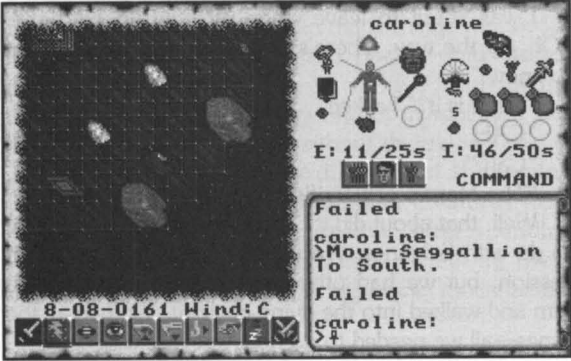 caroline
5
E:11/25s I:46/50s
COMMAND
Failed
caroline:
>Move-Seggallion
To South.
Failed
caroline:
>
8-08-0161 Wind:C